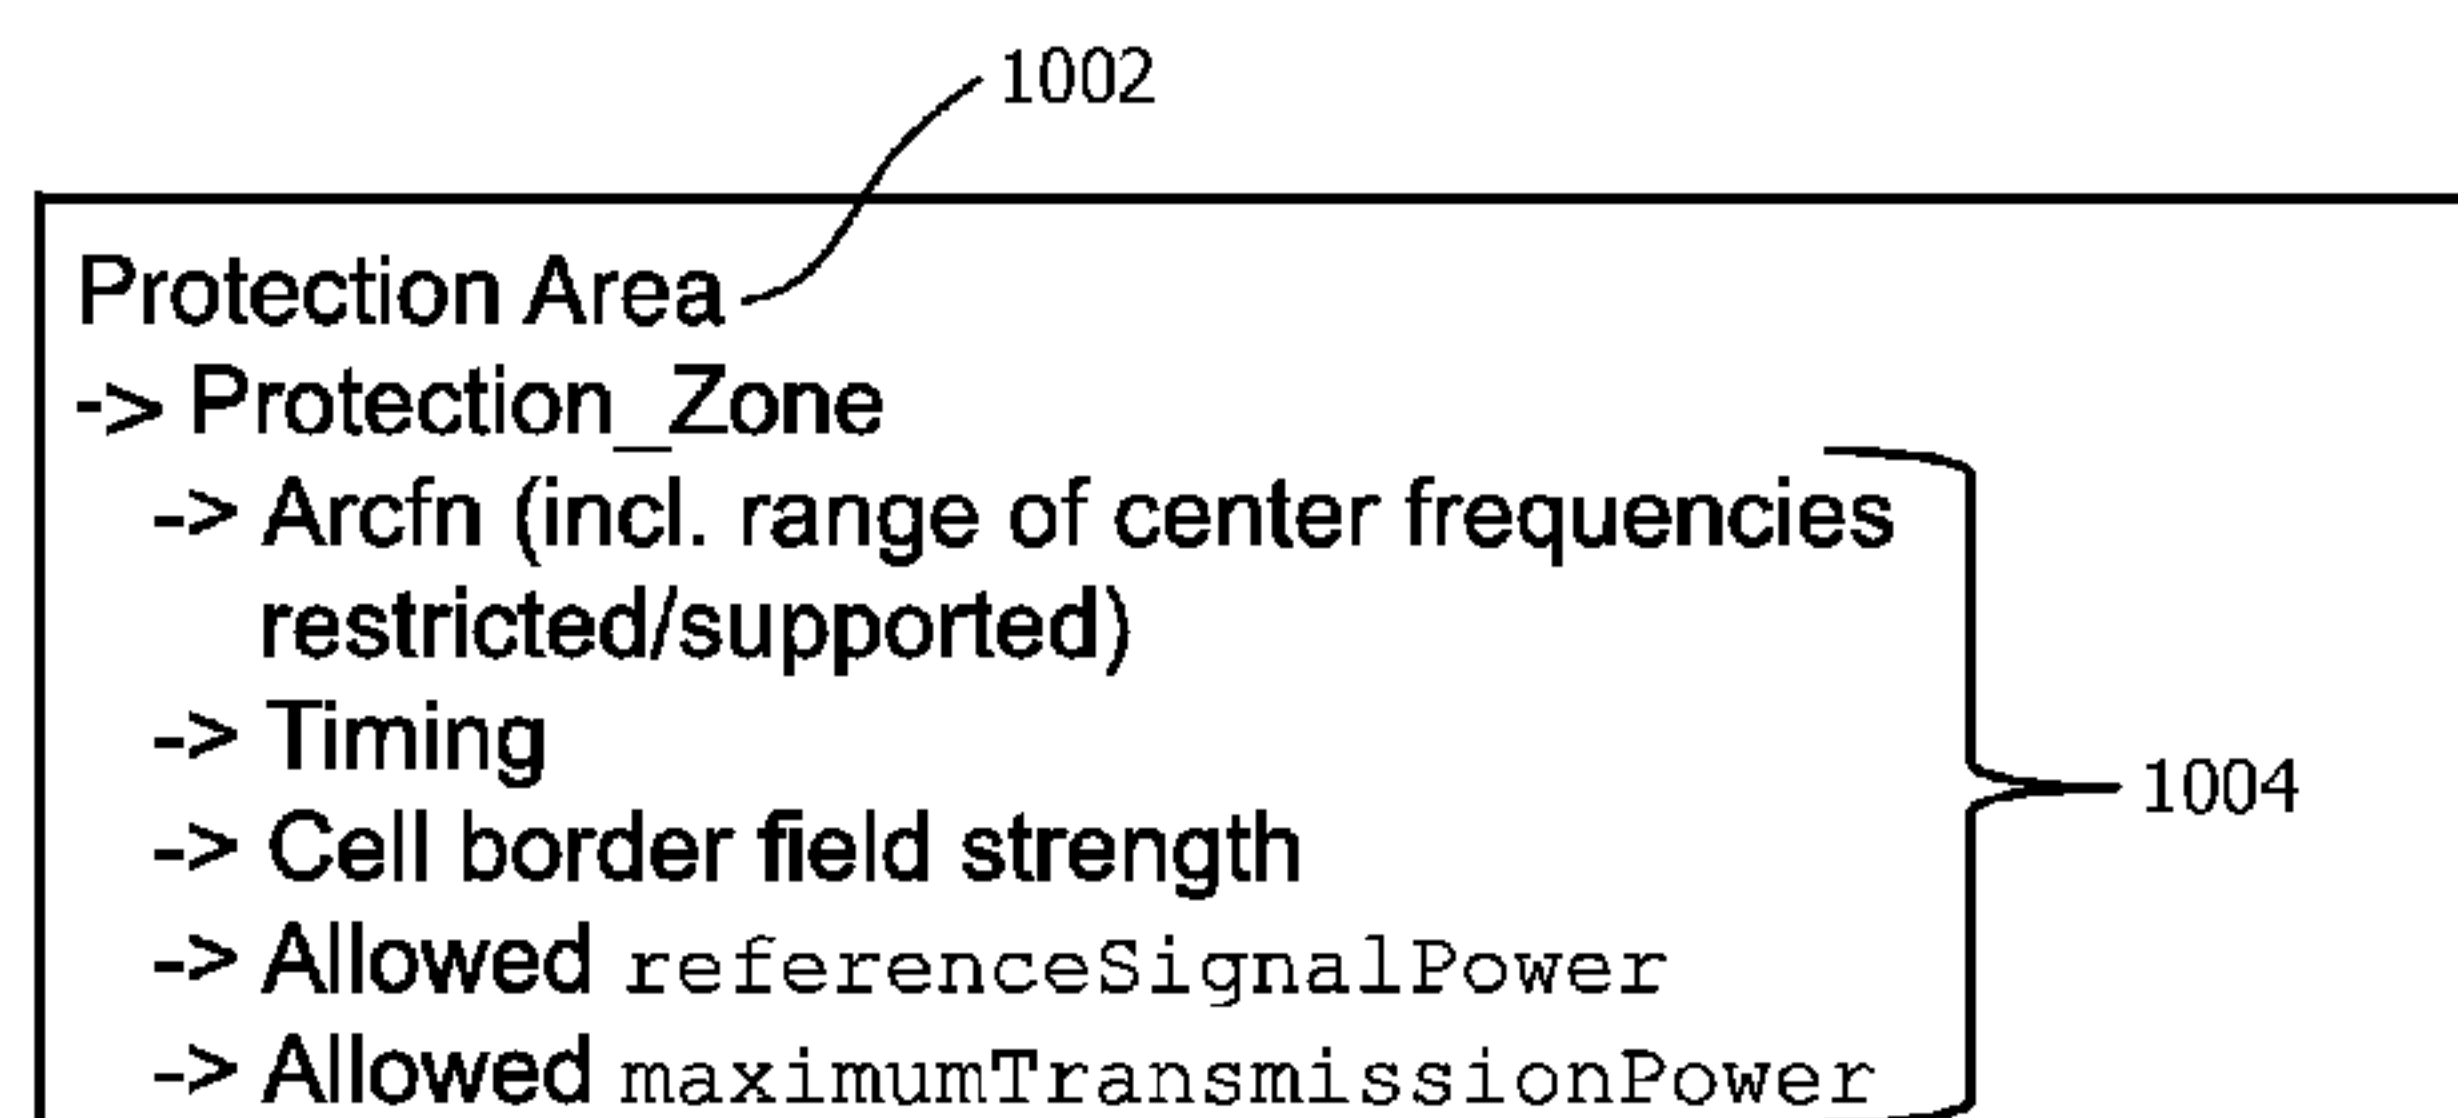 1002
Protection Area
-> Protection_Zone
-> Arcfn (incl. range of center frequencies
restricted/supported)
-> Timing
-> Cell border field strength
1004
-> Allowed referenceSignalPower
-> Allowed maximumTransmissionPower